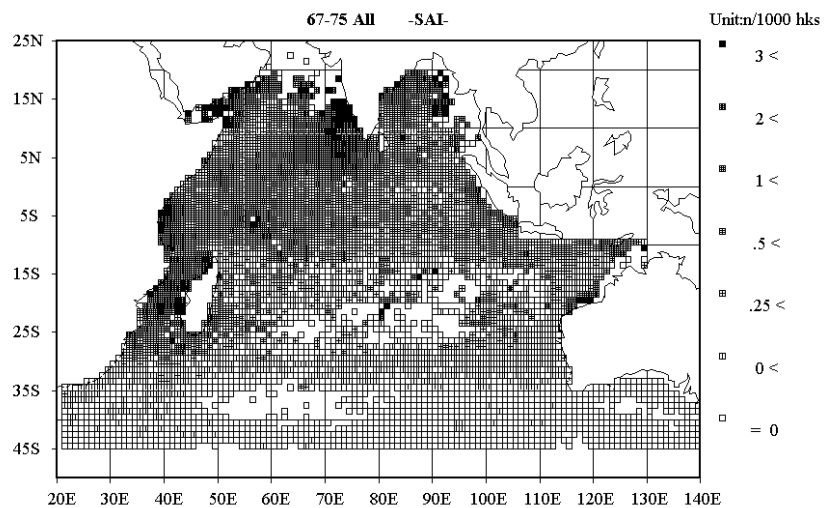 67-75 All -SAI- Unit:n/1000 hks
25N
15N
5N
5S
15S
25S
35S
45S
20E 30E 40E 50E 60E 70E 80E 90E 100E 110E 120E 130E 140E
3 <
2 <
1 <
.5 <
.25 <
0 <
= 0